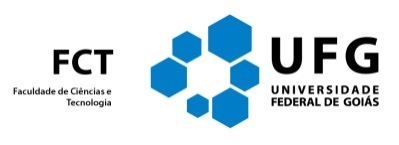 FCT
Faculdade de Ciências e
Tecnologia
UFG
UNIVERSIDADE
FEDERAL DE GOIÁS